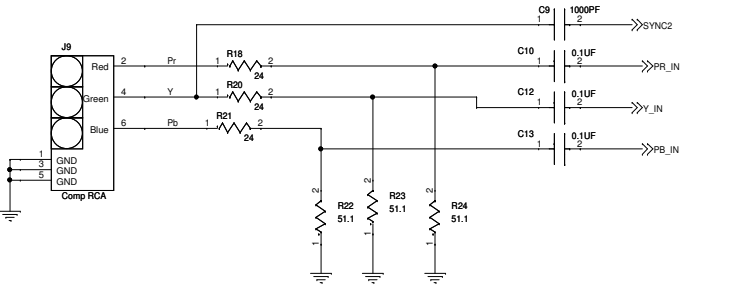 C9 1000PF
1 2 SYNC2
J9
Red 2 Pr 1 R18 2
24
C10 0.1UF
1 2 PR_IN
Green 4 Y 1 R20 2
24
C12 0.1UF
1 2 Y_IN
Blue 6 Pb 1 R21 2
24
C13 0.1UF
1 2 PB_IN
1 GND
3 GND
5 GND
Comp RCA
2 R22 51.1 1
2 R23 51.1 1
2 R24 51.1 1